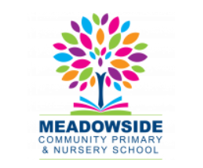 MEADOWSIDE
COMMUNITY PRIMARY
& NURSERY SCHOOL